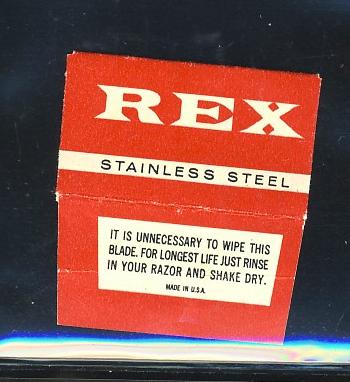 REX
STAINLESS STEEL
IT IS UNNECESSARY TO WIPE THIS
BLADE. FOR LONGEST LIFE JUST RINSE
IN YOUR RAZOR AND SHAKE DRY.
MADE IN U.S.A.